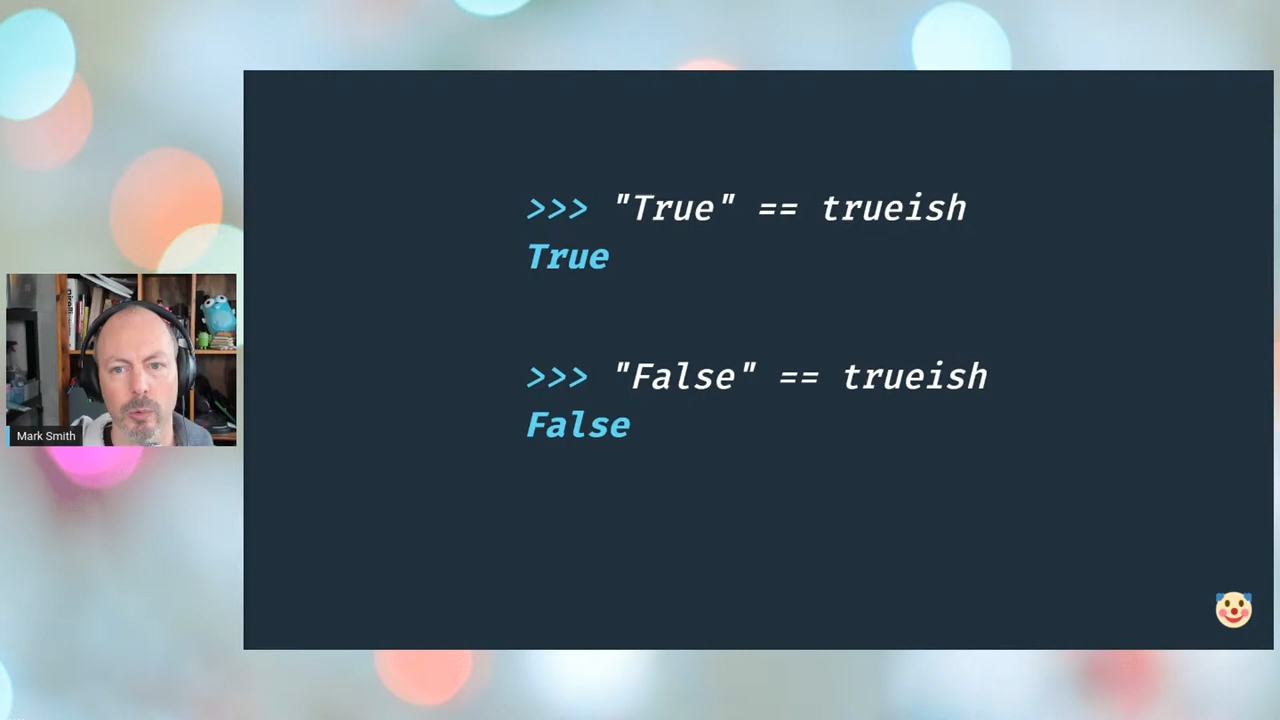 >>> "True" == trueish
True
>>> "False" == trueish
False
Mark Smith